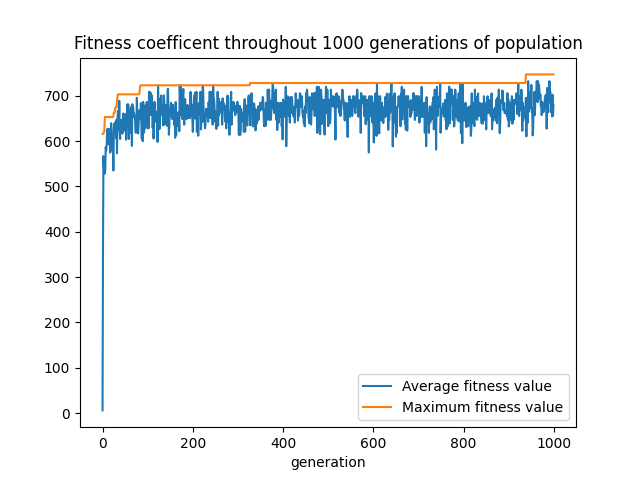 Fitness coefficent throughout 1000 generations of population
700
600
500
400
300
200
100
0
Average fitness value
Maximum fitness value
0 200 400 600 800 1000
generation